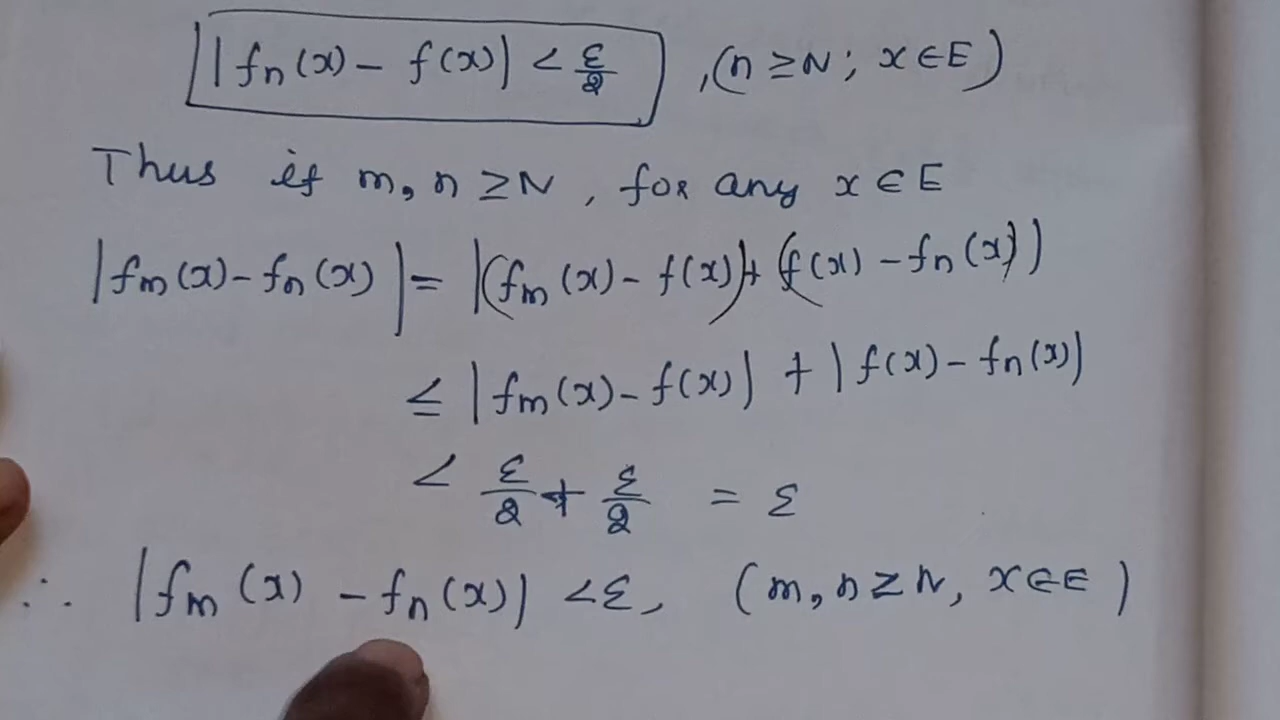 |fn(x) - f(x)| < ε/2 , (n ≥ N; x ∈ E)
Thus if m, n ≥ N , for any x ∈ E
|fm(x) - fn(x)| = |(fm(x) - f(x)) + (f(x) - fn(x))|
≤ |fm(x) - f(x)| + |f(x) - fn(x)|
< ε/2 + ε/2 = ε
∴ |fm(x) - fn(x)| < ε, (m, n ≥ N, x ∈ E)